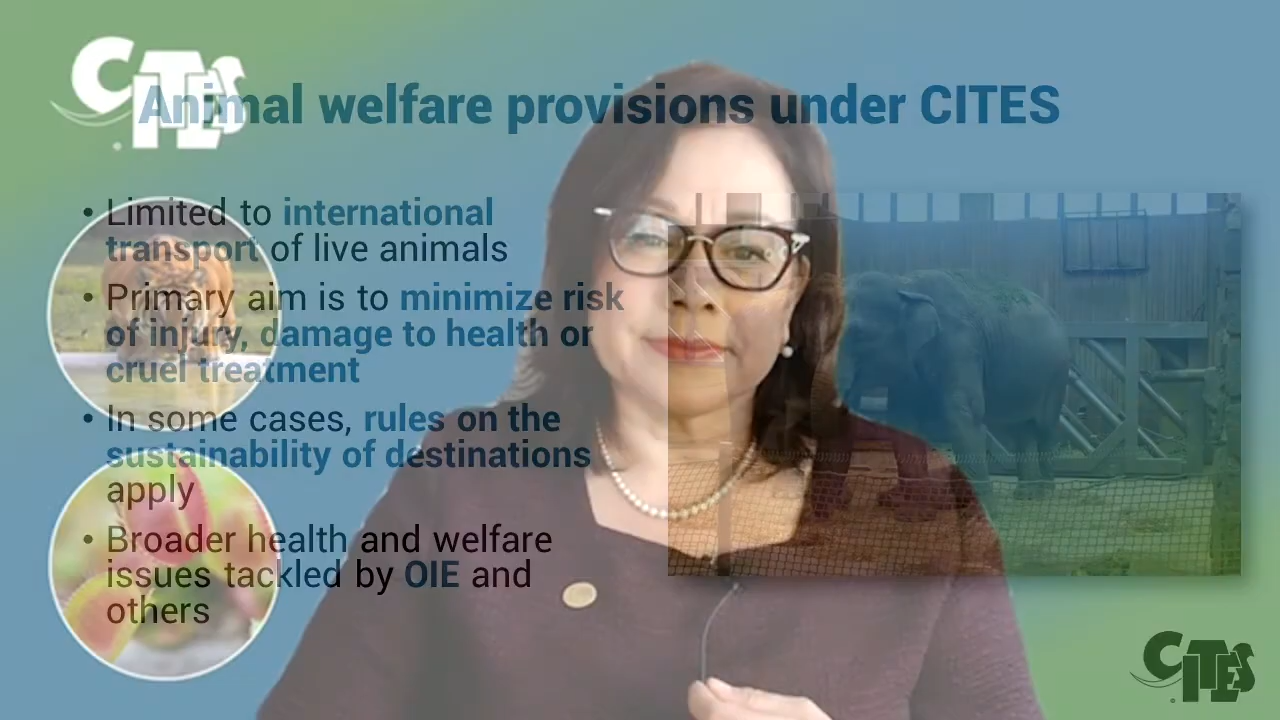 CITES
Animal welfare provisions under CITES
• Limited to international
transport of live animals
• Primary aim is to minimize risk
of injury, damage to health or
cruel treatment
• In some cases, rules on the
sustainability of destinations
apply
• Broader health and welfare
issues tackled by OIE and
others
CITES